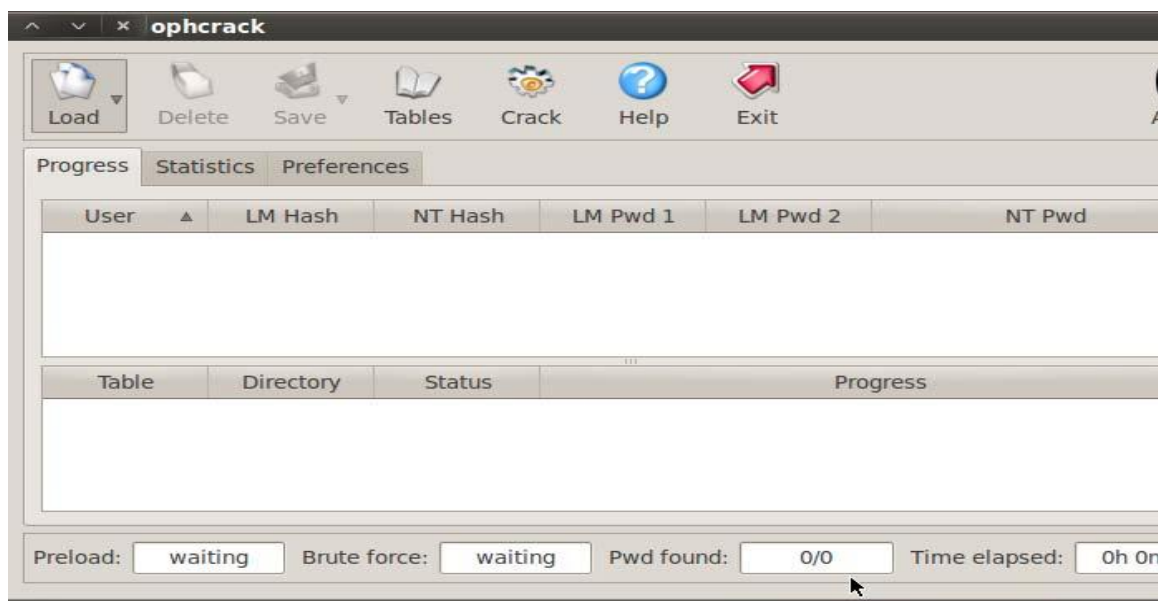 ophcrack
Load Delete Save Tables Crack Help Exit
Progress Statistics Preferences
User LM Hash NT Hash LM Pwd 1 LM Pwd 2 NT Pwd
Table Directory Status Progress
Preload: waiting Brute force: waiting Pwd found: 0/0 Time elapsed: 0h